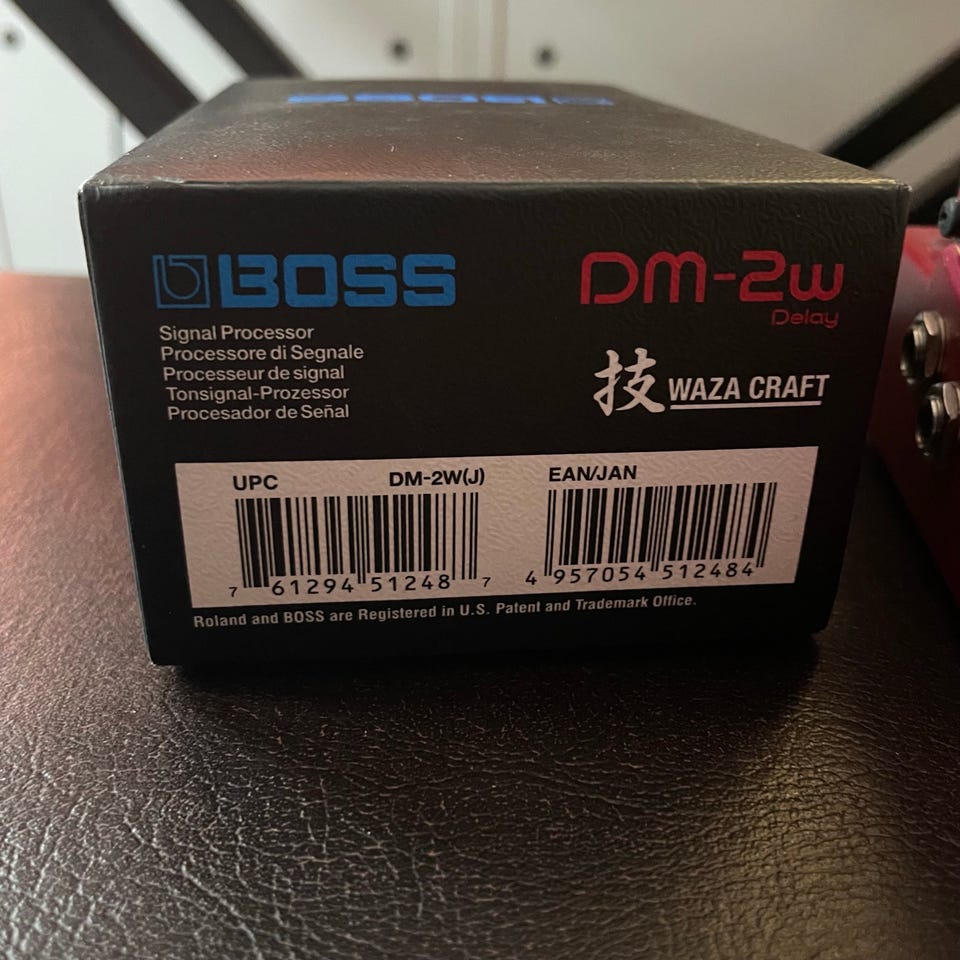 BOSS
BOSS
DM-2w
Delay
Signal Processor
Processore di Segnale
Processeur de signal
Tonsignal-Prozessor
Procesador de Señal
技 WAZA CRAFT
UPC DM-2W(J) EAN/JAN
7 61294 51248 7 4 957054 512484
Roland and BOSS are Registered in U.S. Patent and Trademark Office.